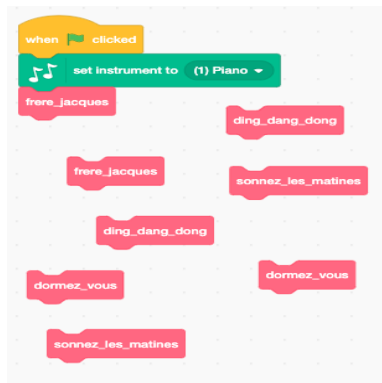 when clicked
set instrument to (1) Piano
frere_jacques
ding_dang_dong
frere_jacques
sonnez_les_matines
ding_dang_dong
dormez_vous
dormez_vous
sonnez_les_matines